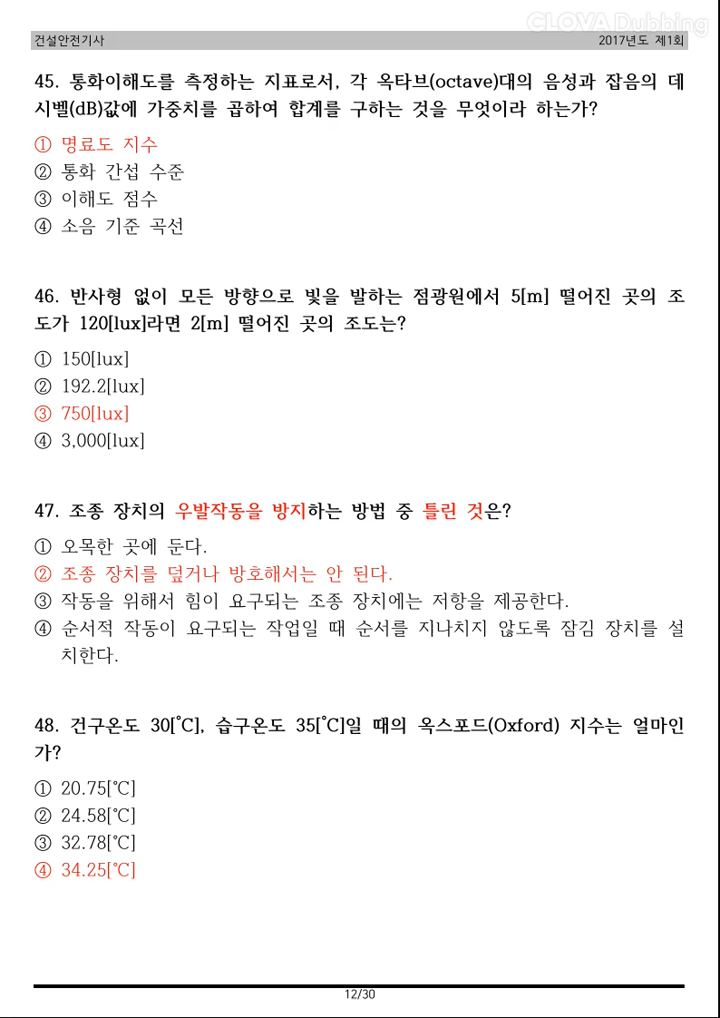 CLOVA Dubbing
건설안전기사 2017년도 제1회
45. 통화이해도를 측정하는 지표로서, 각 옥타브(octave)대의 음성과 잡음의 데
시벨(dB)값에 가중치를 곱하여 합계를 구하는 것을 무엇이라 하는가?
① 명료도 지수
② 통화 간섭 수준
③ 이해도 점수
④ 소음 기준 곡선
46. 반사형 없이 모든 방향으로 빛을 발하는 점광원에서 5[m] 떨어진 곳의 조
도가 120[lux]라면 2[m] 떨어진 곳의 조도는?
① 150[lux]
② 192.2[lux]
③ 750[lux]
④ 3,000[lux]
47. 조종 장치의 우발작동을 방지하는 방법 중 틀린 것은?
① 오목한 곳에 둔다.
② 조종 장치를 덮거나 방호해서는 안 된다.
③ 작동을 위해서 힘이 요구되는 조종 장치에는 저항을 제공한다.
④ 순서적 작동이 요구되는 작업일 때 순서를 지나치지 않도록 잠김 장치를 설
치한다.
48. 건구온도 30[℃], 습구온도 35[℃]일 때의 옥스포드(Oxford) 지수는 얼마인
가?
① 20.75[℃]
② 24.58[℃]
③ 32.78[℃]
④ 34.25[℃]
12/30